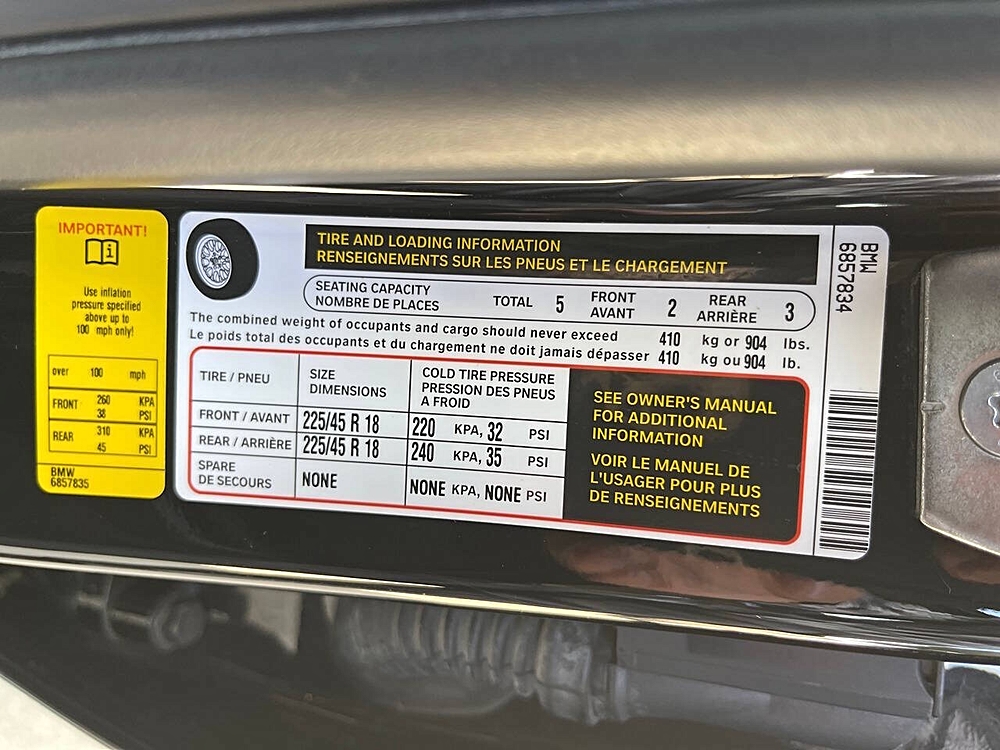 IMPORTANT!
Use inflation
pressure specified
above up to
100 mph only!
over 100 mph
FRONT 260 KPA
38 PSI
REAR 310 KPA
45 PSI
BMW
6857835
TIRE AND LOADING INFORMATION
RENSEIGNEMENTS SUR LES PNEUS ET LE CHARGEMENT
SEATING CAPACITY
NOMBRE DE PLACES
TOTAL 5
FRONT
AVANT 2
REAR
ARRIÈRE 3
The combined weight of occupants and cargo should never exceed 410 kg or 904 lbs.
Le poids total des occupants et du chargement ne doit jamais dépasser 410 kg ou 904 lb.
TIRE / PNEU
SIZE
DIMENSIONS
COLD TIRE PRESSURE
PRESSION DES PNEUS
A FROID
FRONT / AVANT 225/45 R 18 220 KPA, 32 PSI
REAR / ARRIÈRE 225/45 R 18 240 KPA, 35 PSI
SPARE
DE SECOURS
NONE
NONE KPA, NONE PSI
SEE OWNER'S MANUAL
FOR ADDITIONAL
INFORMATION
VOIR LE MANUEL DE
L'USAGER POUR PLUS
DE RENSEIGNEMENTS
BMW
6857834